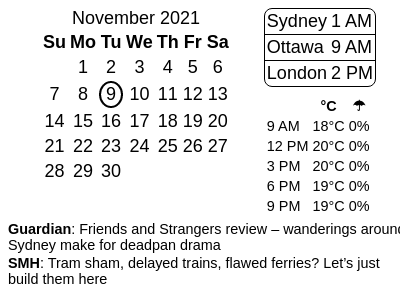 November 2021
Su Mo Tu We Th Fr Sa
1 2 3 4 5 6
7 8 9 10 11 12 13
14 15 16 17 18 19 20
21 22 23 24 25 26 27
28 29 30
Sydney 1 AM
Ottawa 9 AM
London 2 PM
°C ☂
9 AM 18°C 0%
12 PM 20°C 0%
3 PM 20°C 0%
6 PM 19°C 0%
9 PM 19°C 0%
Guardian: Friends and Strangers review – wanderings around
Sydney make for deadpan drama
SMH: Tram sham, delayed trains, flawed ferries? Let's just
build them here